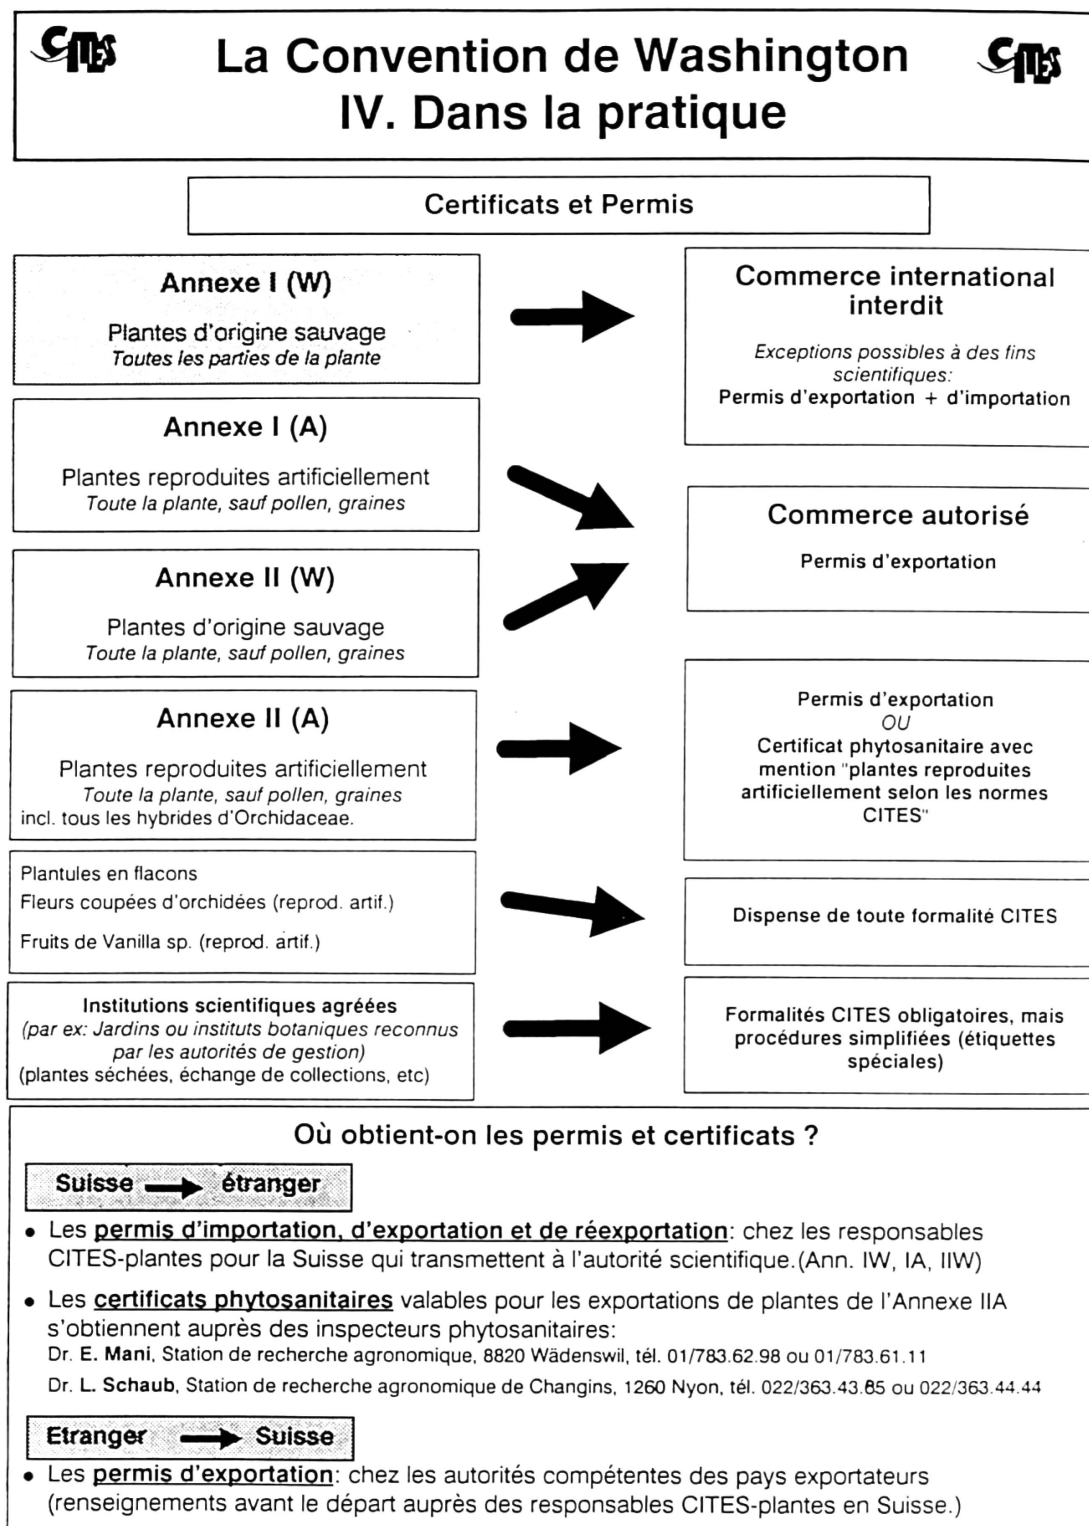 CITES
La Convention de Washington
CITES
IV. Dans la pratique
Certificats et Permis
Annexe I (W)
Plantes d'origine sauvage
Toutes les parties de la plante
Commerce international
interdit
Exceptions possibles à des fins
scientifiques:
Permis d'exportation + d'importation
Annexe I (A)
Plantes reproduites artificiellement
Toute la plante, sauf pollen, graines
Annexe II (W)
Plantes d'origine sauvage
Toute la plante, sauf pollen, graines
Commerce autorisé
Permis d'exportation
Annexe II (A)
Plantes reproduites artificiellement
Toute la plante, sauf pollen, graines
incl. tous les hybrides d'Orchidaceae.
Permis d'exportation
OU
Certificat phytosanitaire avec
mention "plantes reproduites
artificiellement selon les normes
CITES"
Plantules en flacons
Fleurs coupées d'orchidées (reprod. artif.)
Fruits de Vanilla sp. (reprod. artif.)
Dispense de toute formalité CITES
Institutions scientifiques agréées
(par ex: Jardins ou instituts botaniques reconnus
par les autorités de gestion)
(plantes séchées, échange de collections, etc)
Formalités CITES obligatoires, mais
procédures simplifiées (étiquettes
spéciales)
Où obtient-on les permis et certificats ?
Suisse étranger
• Les permis d'importation, d'exportation et de réexportation: chez les responsables
CITES-plantes pour la Suisse qui transmettent à l'autorité scientifique.(Ann. IW, IA, IIW)
• Les certificats phytosanitaires valables pour les exportations de plantes de l'Annexe IIA
s'obtiennent auprès des inspecteurs phytosanitaires:
Dr. E. Mani, Station de recherche agronomique, 8820 Wädenswil, tél. 01/783.62.98 ou 01/783.61.11
Dr. L. Schaub, Station de recherche agronomique de Changins, 1260 Nyon, tél. 022/363.43.85 ou 022/363.44.44
Etranger Suisse
• Les permis d'exportation: chez les autorités compétentes des pays exportateurs
(renseignements avant le départ auprès des responsables CITES-plantes en Suisse.)